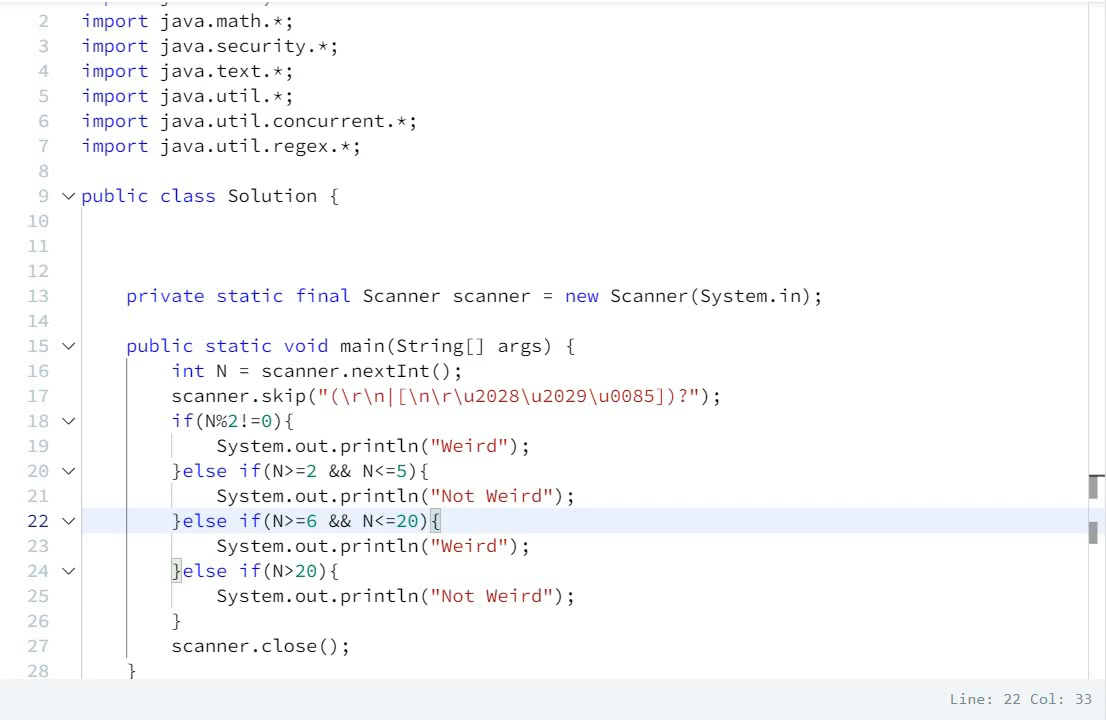 2 import java.math.*;
3 import java.security.*;
4 import java.text.*;
5 import java.util.*;
6 import java.util.concurrent.*;
7 import java.util.regex.*;
8
9 public class Solution {
10
11
12
13 private static final Scanner scanner = new Scanner(System.in);
14
15 public static void main(String[] args) {
16 int N = scanner.nextInt();
17 scanner.skip("(\r\n|[\n\r\u2028\u2029\u0085])?");
18 if(N%2!=0){
19 System.out.println("Weird");
20 }else if(N>=2 && N<=5){
21 System.out.println("Not Weird");
22 }else if(N>=6 && N<=20){
23 System.out.println("Weird");
24 }else if(N>20){
25 System.out.println("Not Weird");
26 }
27 scanner.close();
28 }
Line: 22 Col: 33